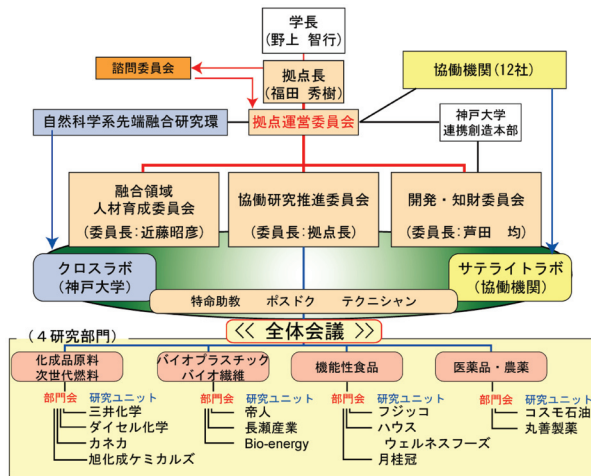 学長
(野上 智行)
諮問委員会
拠点長
(福田 秀樹)
協働機関(12社)
自然科学系先端融合研究環
拠点運営委員会
神戸大学
連携創造本部
融合領域
人材育成委員会
(委員長:近藤昭彦)
協働研究推進委員会
(委員長:拠点長)
開発・知財委員会
(委員長:芦田 均)
クロスラボ
(神戸大学)
サテライトラボ
(協働機関)
特命助教 ポスドク テクニシャン
≪ 全体会議 ≫
(4研究部門)
化成品原料
次世代燃料
バイオプラスチック
バイオ繊維
機能性食品
医薬品・農薬
部門会 研究ユニット
三井化学
ダイセル化学
カネカ
旭化成ケミカルズ
部門会 研究ユニット
帝人
長瀬産業
Bio-energy
部門会 研究ユニット
フジッコ
ハウス
ウェルネスフーズ
月桂冠
部門会 研究ユニット
コスモ石油
丸善製薬